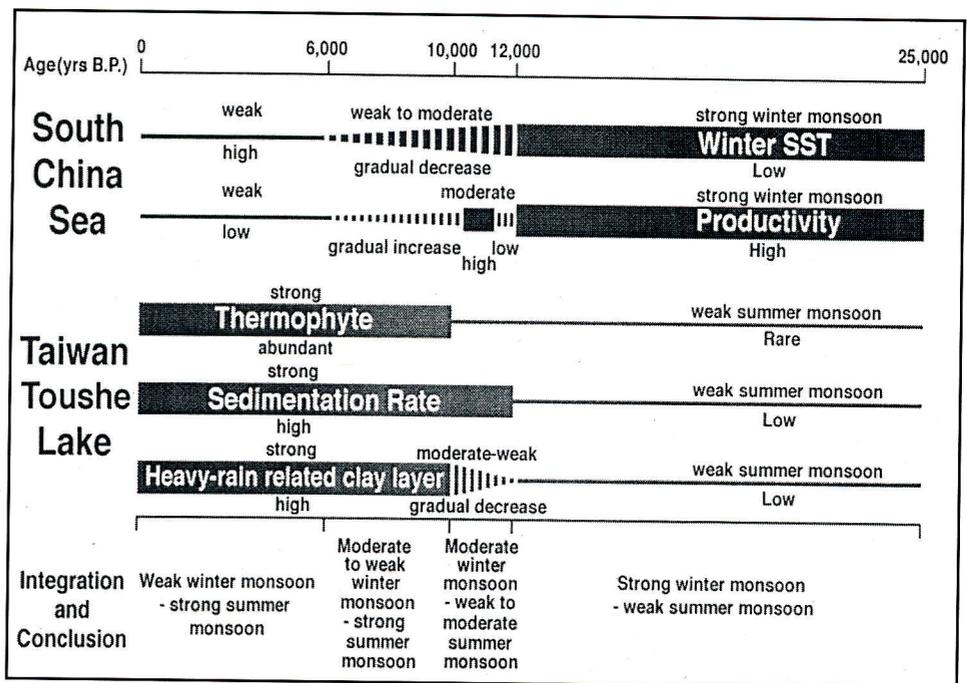 0 6,000 10,000 12,000 25,000
Age(yrs B.P.)
South
China
Sea
weak weak to moderate strong winter monsoon
Winter SST
high gradual decrease Low
weak moderate strong winter monsoon
Productivity
low gradual increase high low High
Taiwan
Toushe
Lake
strong weak summer monsoon
Thermophyte
abundant Rare
strong weak summer monsoon
Sedimentation Rate
high Low
strong moderate-weak weak summer monsoon
Heavy-rain related clay layer
high gradual decrease Low
Integration
and
Conclusion
Weak winter monsoon
- strong summer
monsoon
Moderate
to weak
winter
monsoon
- strong
summer
monsoon
Moderate
winter
monsoon
- weak to
moderate
summer
monsoon
Strong winter monsoon
- weak summer monsoon